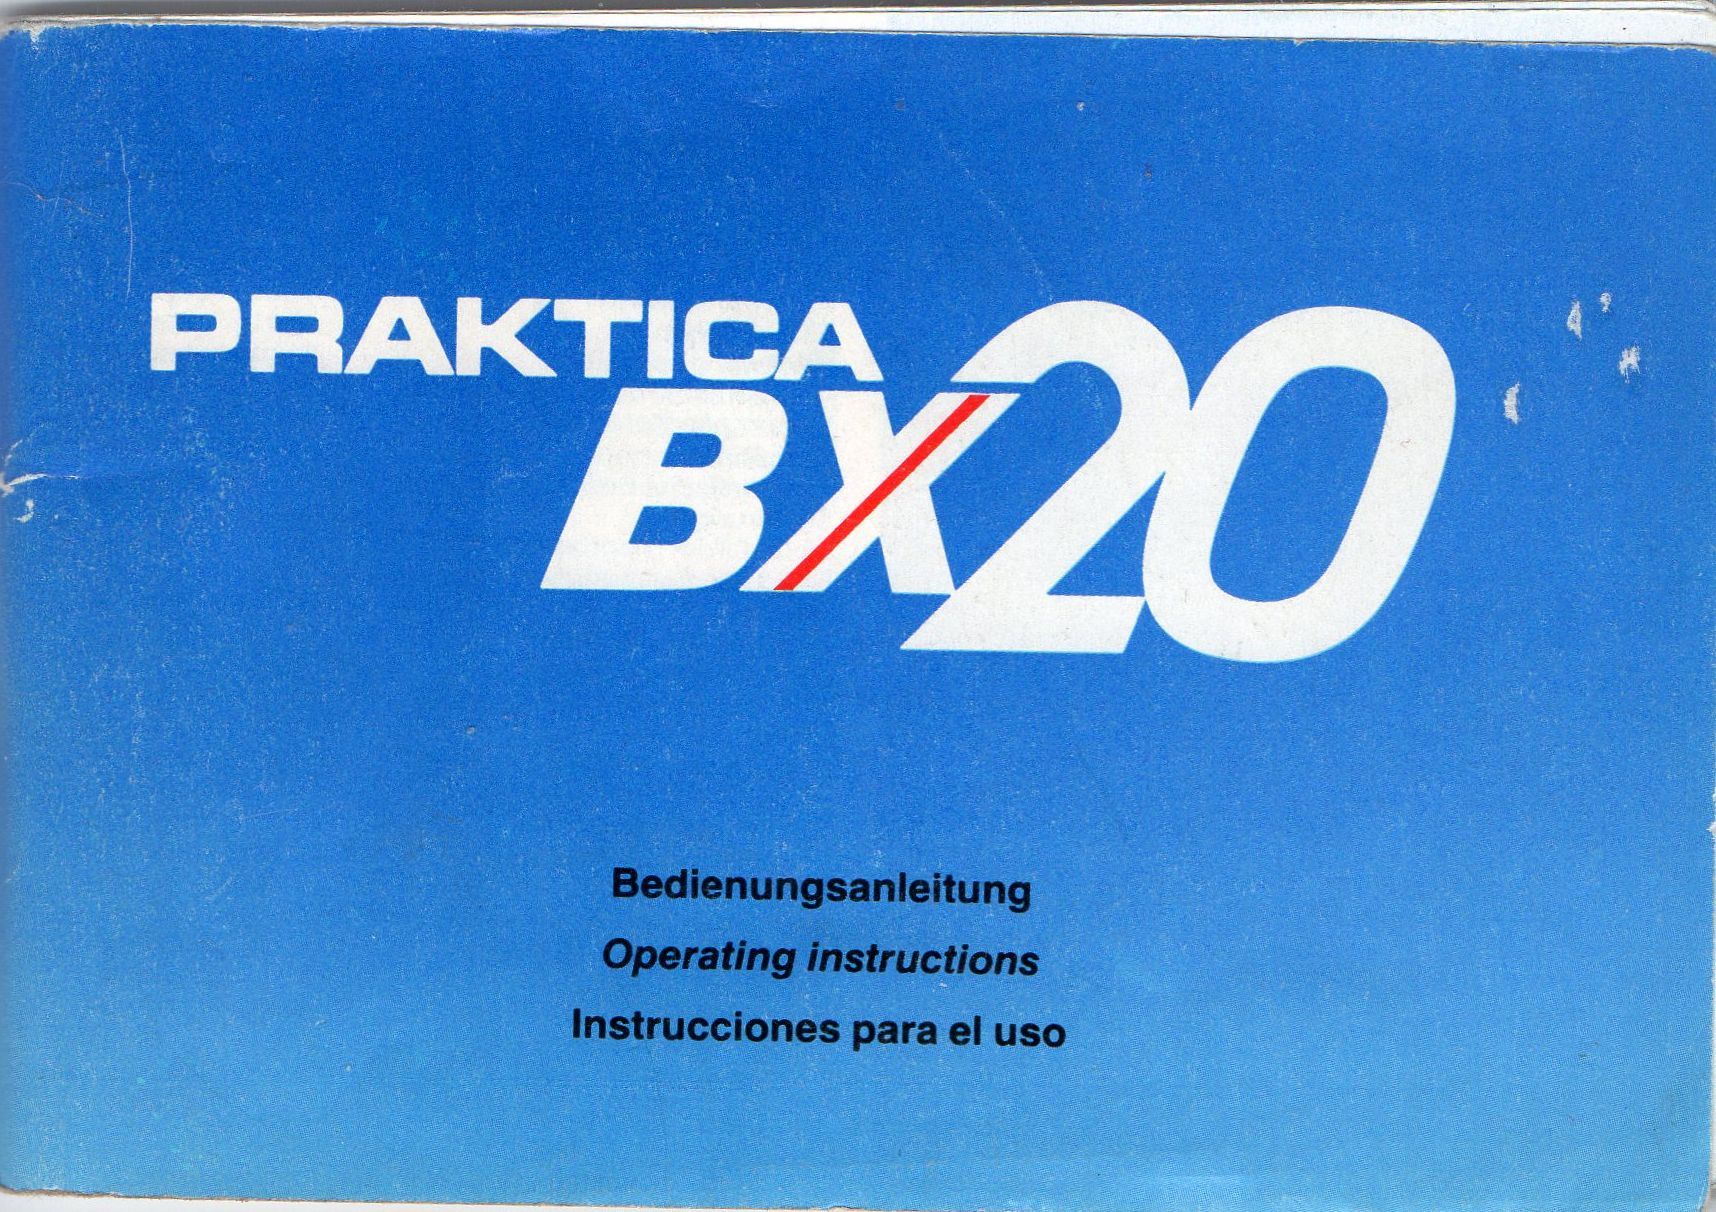 PRAKTICA
BX20
Bedienungsanleitung
Operating instructions
Instrucciones para el uso